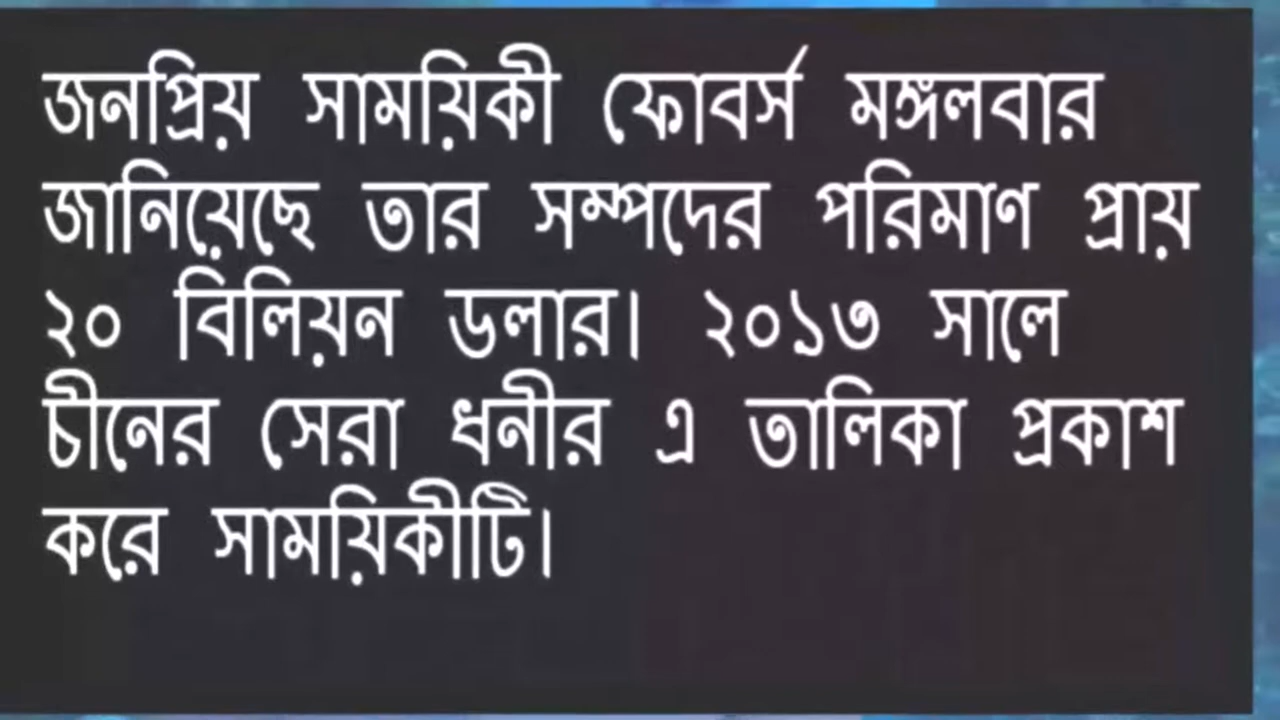 জনপ্রিয় সাময়িকী ফোবর্স মঙ্গলবার
জানিয়েছে তার সম্পদের পরিমাণ প্রায়
২০ বিলিয়ন ডলার। ২০১৩ সালে
চীনের সেরা ধনীর এ তালিকা প্রকাশ
করে সাময়িকীটি।